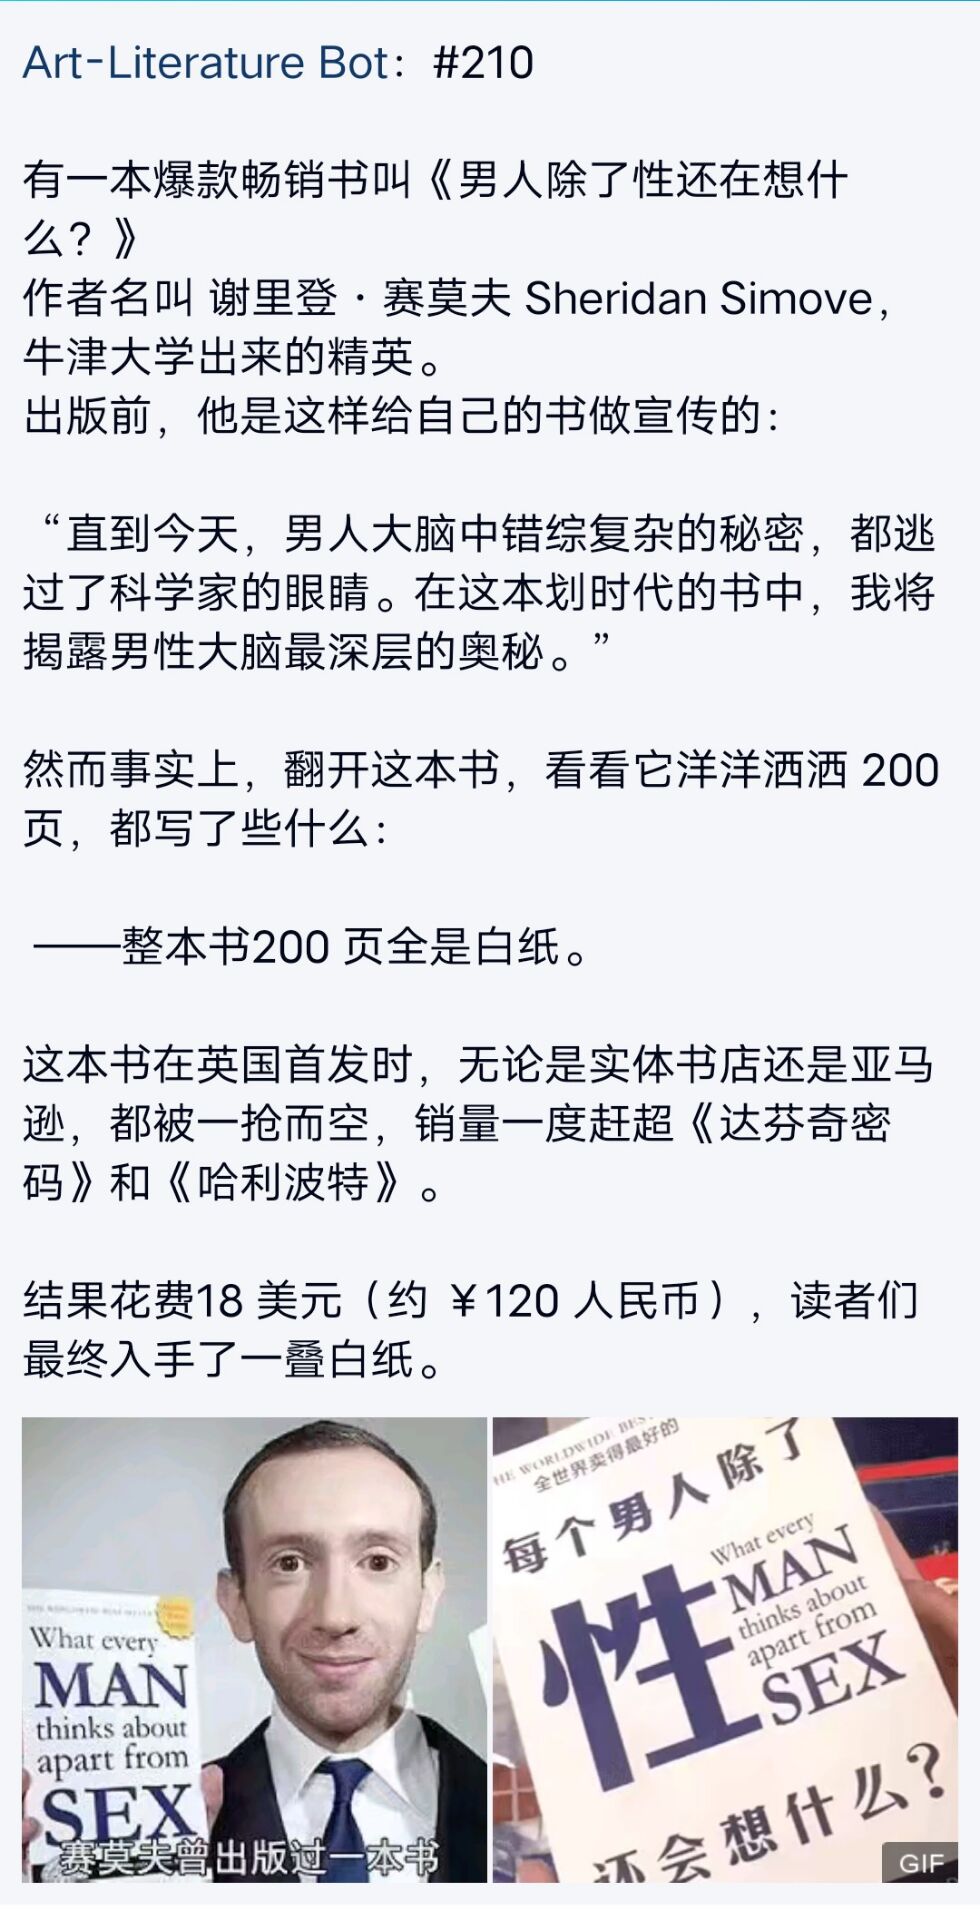 Art-Literature Bot：#210
有一本爆款畅销书叫《男人除了性还在想什
么？》
作者名叫 谢里登·赛莫夫 Sheridan Simove，
牛津大学出来的精英。
出版前，他是这样给自己的书做宣传的：
“直到今天，男人大脑中错综复杂的秘密，都逃
过了科学家的眼睛。在这本划时代的书中，我将
揭露男性大脑最深层的奥秘。”
然而事实上，翻开这本书，看看它洋洋洒洒 200
页，都写了些什么：
——整本书200 页全是白纸。
这本书在英国首发时，无论是实体书店还是亚马
逊，都被一抢而空，销量一度赶超《达芬奇密
码》和《哈利波特》。
结果花费18 美元（约 ￥120 人民币），读者们
最终入手了一叠白纸。
What every
MAN
thinks about
apart from
SEX
赛莫夫曾出版过一本书
HE WORLDWIDE BES
全世界卖得最好的
每个男人除了
性
What every
MAN
thinks about
apart from
SEX
还会想什么?
GIF